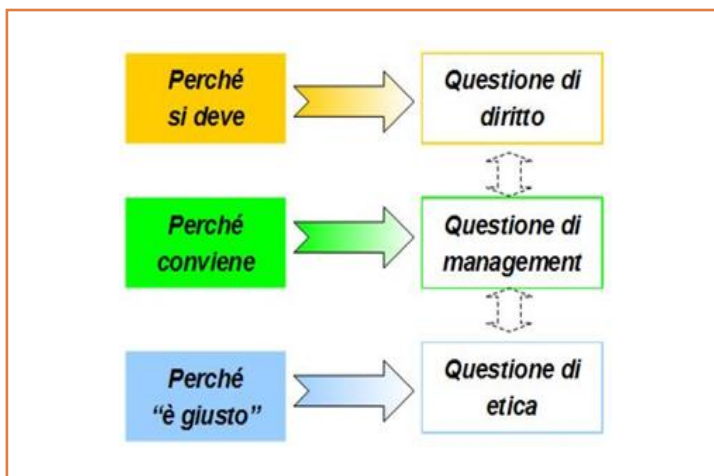 Perché
si deve
Questione di
diritto
Perché
conviene
Questione di
management
Perché
“è giusto”
Questione di
etica